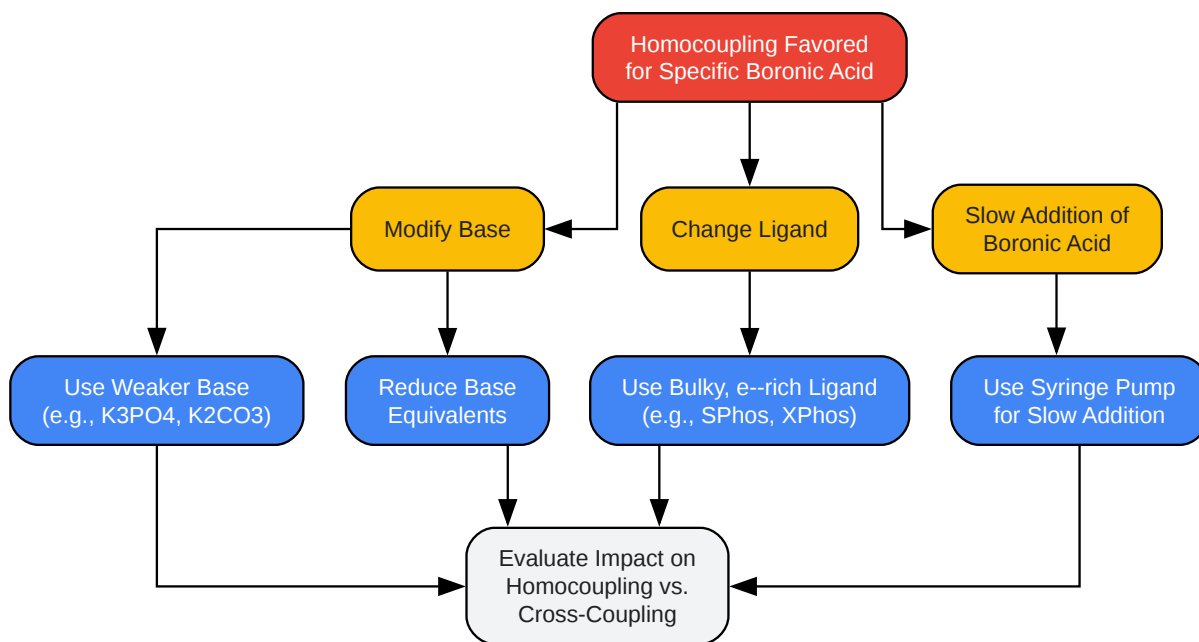 Homocoupling Favored
for Specific Boronic Acid
Modify Base
Change Ligand
Slow Addition of
Boronic Acid
Use Weaker Base
(e.g., K3PO4, K2CO3)
Reduce Base
Equivalents
Use Bulky, e--rich Ligand
(e.g., SPhos, XPhos)
Use Syringe Pump
for Slow Addition
Evaluate Impact on
Homocoupling vs.
Cross-Coupling